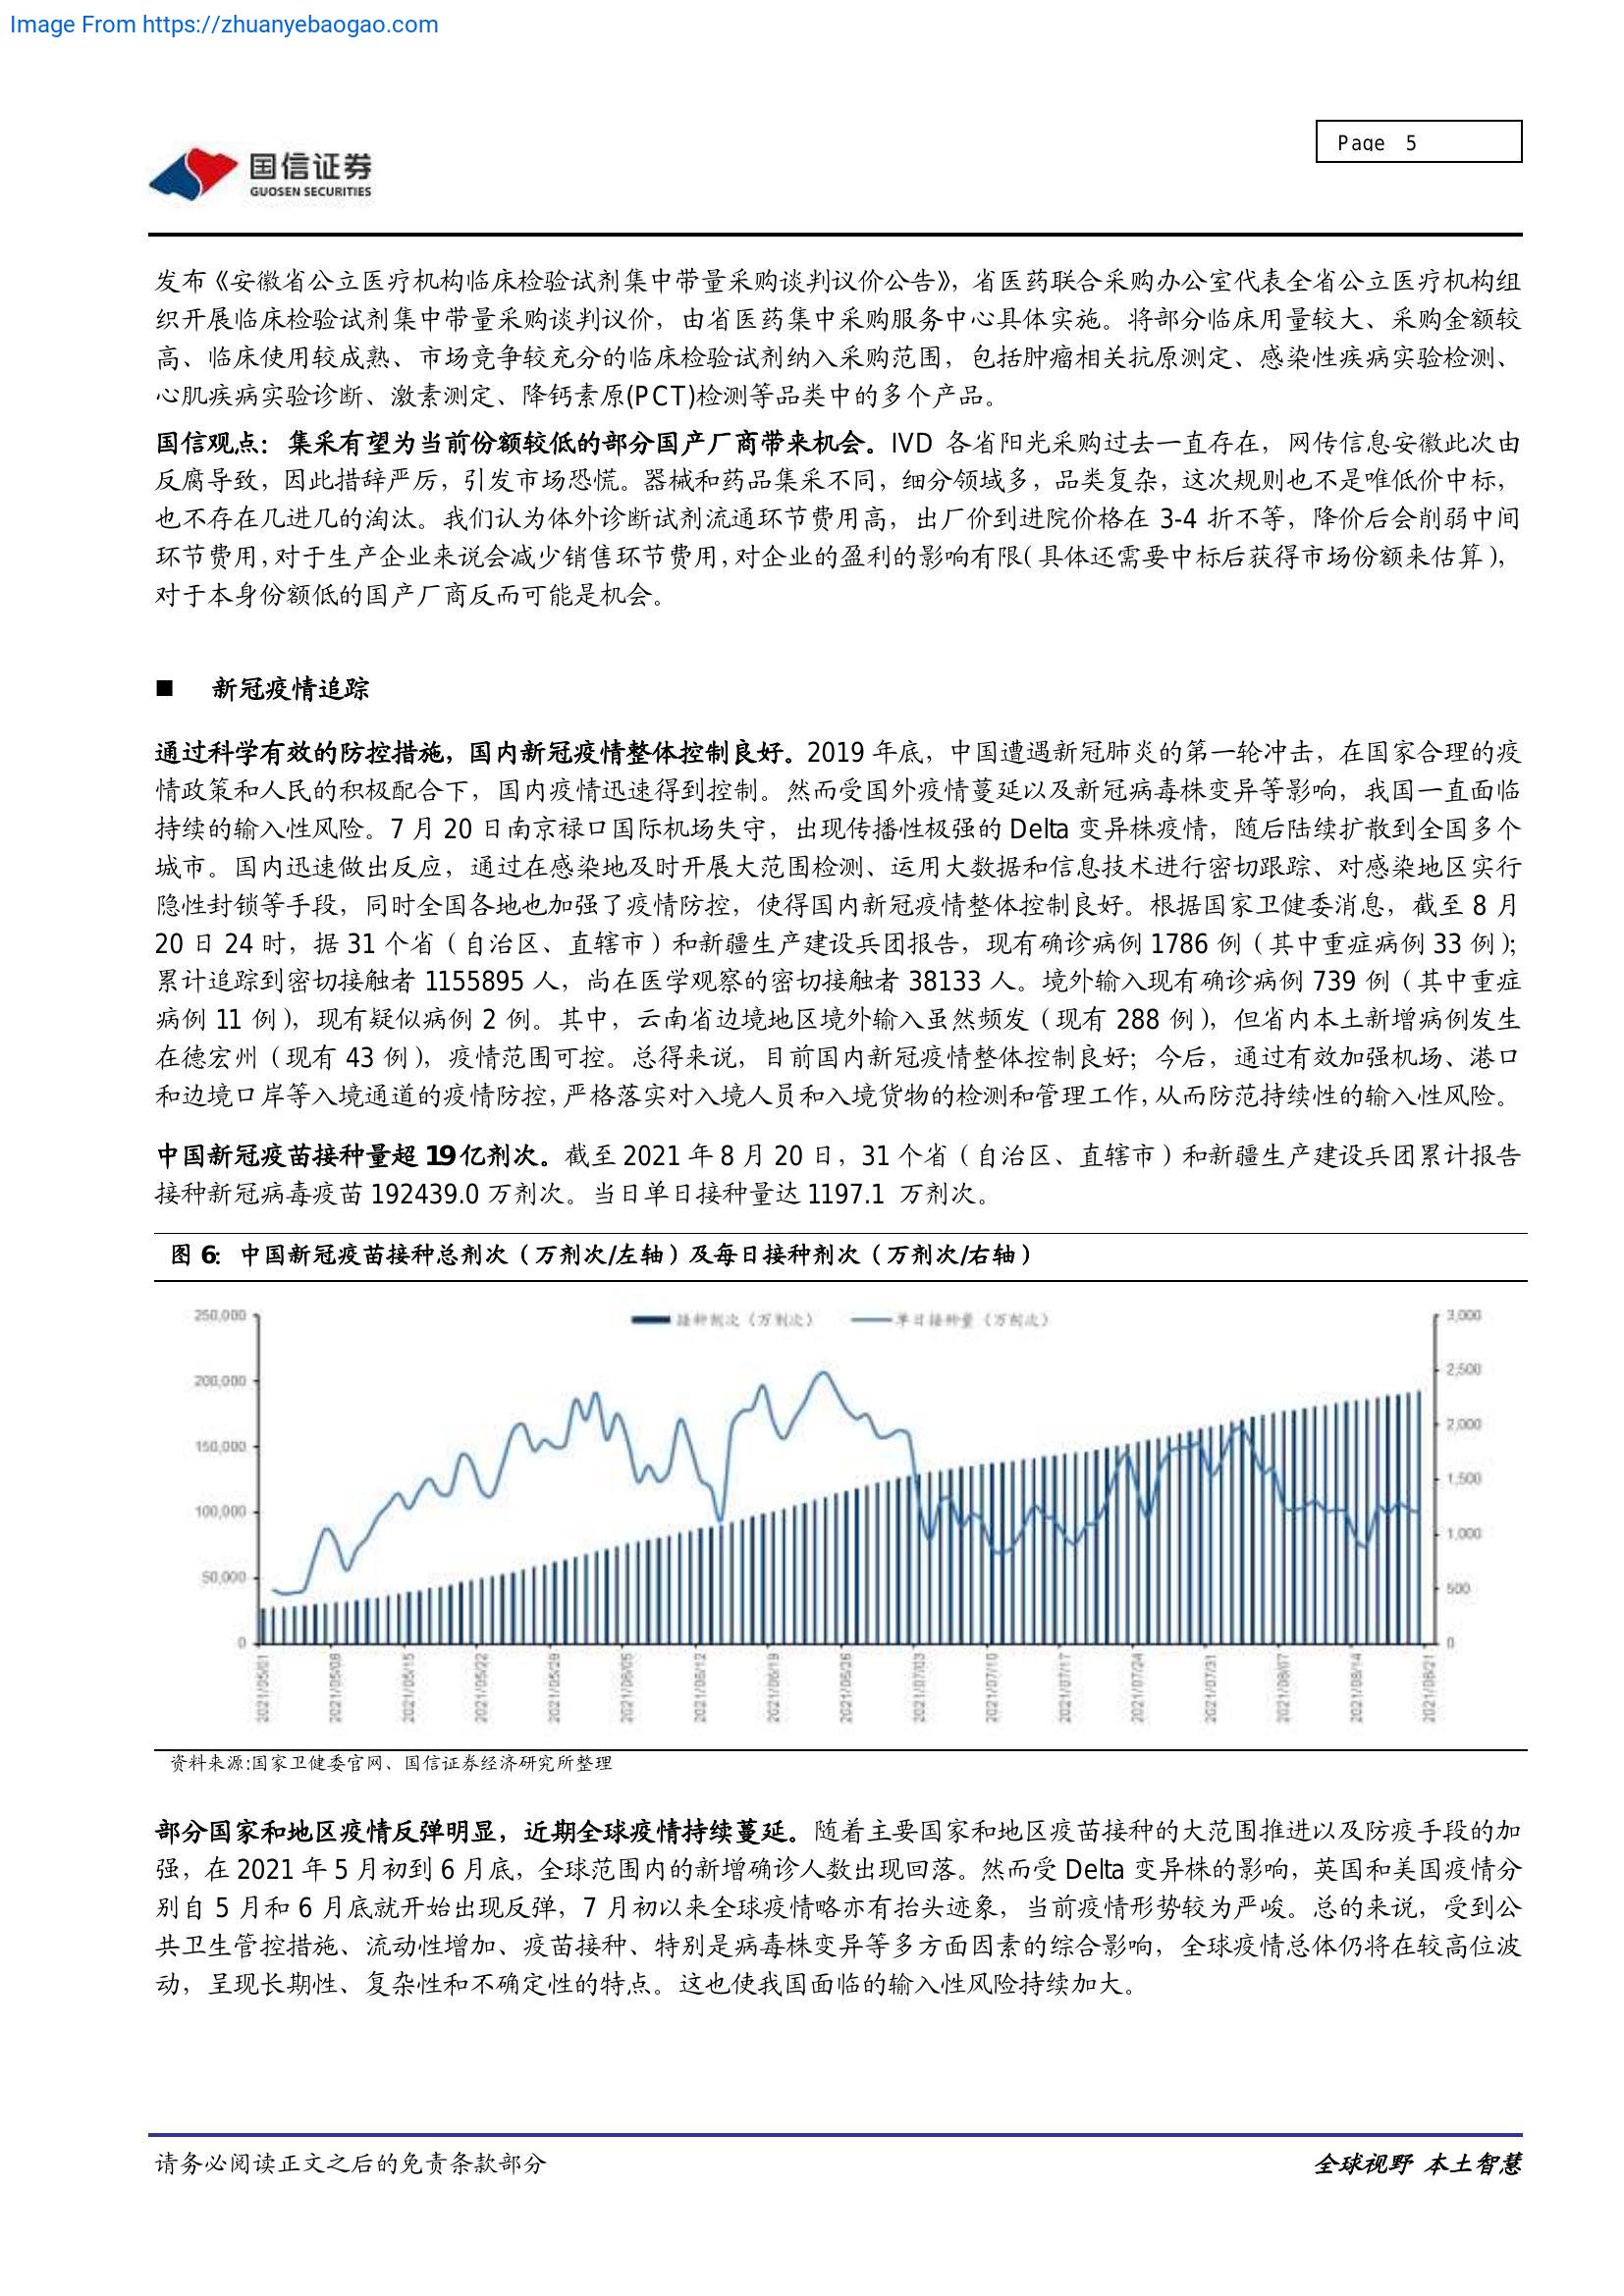 Image From https://zhuanyebaogao.com
Page 5
国信证券
GUOSEN SECURITIES
发布《安徽省公立医疗机构临床检验试剂集中带量采购谈判议价公告》，省医药联合采购办公室代表全省公立医疗机构组
织开展临床检验试剂集中带量采购谈判议价，由省医药集中采购服务中心具体实施。将部分临床用量较大、采购金额较
高、临床使用较成熟、市场竞争较充分的临床检验试剂纳入采购范围，包括肿瘤相关抗原测定、感染性疾病实验检测、
心肌疾病实验诊断、激素测定、降钙素原(PCT)检测等品类中的多个产品。
国信观点：集采有望为当前份额较低的部分国产厂商带来机会。IVD 各省阳光采购过去一直存在，网传信息安徽此次由
反腐导致，因此措辞严厉，引发市场恐慌。器械和药品集采不同，细分领域多，品类复杂，这次规则也不是唯低价中标，
也不存在几进几的淘汰。我们认为体外诊断试剂流通环节费用高，出厂价到进院价格在 3-4 折不等，降价后会削弱中间
环节费用，对于生产企业来说会减少销售环节费用，对企业的盈利的影响有限（具体还需要中标后获得市场份额来估算），
对于本身份额低的国产厂商反而可能是机会。
■ 新冠疫情追踪
通过科学有效的防控措施，国内新冠疫情整体控制良好。2019 年底，中国遭遇新冠肺炎的第一轮冲击，在国家合理的疫
情政策和人民的积极配合下，国内疫情迅速得到控制。然而受国外疫情蔓延以及新冠病毒株变异等影响，我国一直面临
持续的输入性风险。7 月 20 日南京禄口国际机场失守，出现传播性极强的 Delta 变异株疫情，随后陆续扩散到全国多个
城市。国内迅速做出反应，通过在感染地及时开展大范围检测、运用大数据和信息技术进行密切跟踪、对感染地区实行
隐性封锁等手段，同时全国各地也加强了疫情防控，使得国内新冠疫情整体控制良好。根据国家卫健委消息，截至 8 月
20 日 24 时，据 31 个省（自治区、直辖市）和新疆生产建设兵团报告，现有确诊病例 1786 例（其中重症病例 33 例）；
累计追踪到密切接触者 1155895 人，尚在医学观察的密切接触者 38133 人。境外输入现有确诊病例 739 例（其中重症
病例 11 例），现有疑似病例 2 例。其中，云南省边境地区境外输入虽然频发（现有 288 例），但省内本土新增病例发生
在德宏州（现有 43 例），疫情范围可控。总得来说，目前国内新冠疫情整体控制良好；今后，通过有效加强机场、港口
和边境口岸等入境通道的疫情防控，严格落实对入境人员和入境货物的检测和管理工作，从而防范持续性的输入性风险。
中国新冠疫苗接种量超 19 亿剂次。截至 2021 年 8 月 20 日，31 个省（自治区、直辖市）和新疆生产建设兵团累计报告
接种新冠病毒疫苗 192439.0 万剂次。当日单日接种量达 1197.1 万剂次。
图 6：中国新冠疫苗接种总剂次（万剂次/左轴）及每日接种剂次（万剂次/右轴）
接种剂次（万剂次） 单日接种量（万剂次）
250,000 3,000
200,000 2,500
150,000 2,000
100,000 1,500
50,000 1,000
0 500
0
2021/05/01 2021/05/08 2021/05/15 2021/05/22 2021/05/29 2021/06/05 2021/06/12 2021/06/19 2021/06/26 2021/07/03 2021/07/10 2021/07/17 2021/07/24 2021/07/31 2021/08/07 2021/08/14 2021/08/21
资料来源:国家卫健委官网、国信证券经济研究所整理
部分国家和地区疫情反弹明显，近期全球疫情持续蔓延。随着主要国家和地区疫苗接种的大范围推进以及防疫手段的加
强，在 2021 年 5 月初到 6 月底，全球范围内的新增确诊人数出现回落。然而受 Delta 变异株的影响，英国和美国疫情分
别自 5 月和 6 月底就开始出现反弹，7 月初以来全球疫情略亦有抬头迹象，当前疫情形势较为严峻。总的来说，受到公
共卫生管控措施、流动性增加、疫苗接种、特别是病毒株变异等多方面因素的综合影响，全球疫情总体仍将在较高位波
动，呈现长期性、复杂性和不确定性的特点。这也使我国面临的输入性风险持续加大。
请务必阅读正文之后的免责条款部分
全球视野 本土智慧